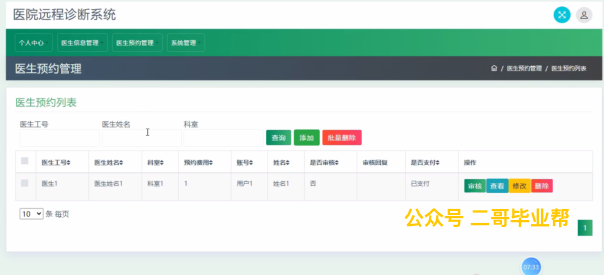 医院远程诊断系统
个人中心 医生信息管理 医生预约管理 系统管理
医生预约管理
/ 医生预约管理 / 医生预约列表
医生预约列表
医生工号 医生姓名 科室
查询 添加 批量删除
医生工号 医生姓名 科室 预约费用 账号 姓名 是否审核 审核回复 是否支付 操作
医生1 医生姓名1 科室1 1 用户1 姓名1 否 已支付 审核 查看 修改 删除
10 条 每页
公众号 二哥毕业帮
1
07:31